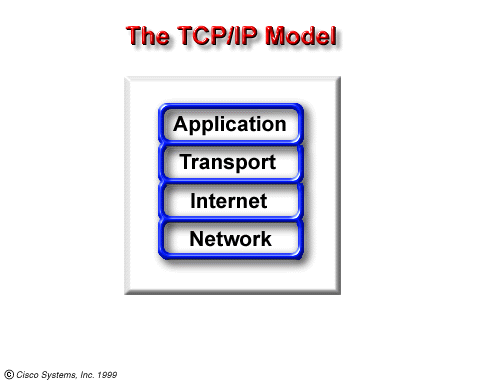 The TCP/IP Model
Application
Transport
Internet
Network
© Cisco Systems, Inc. 1999